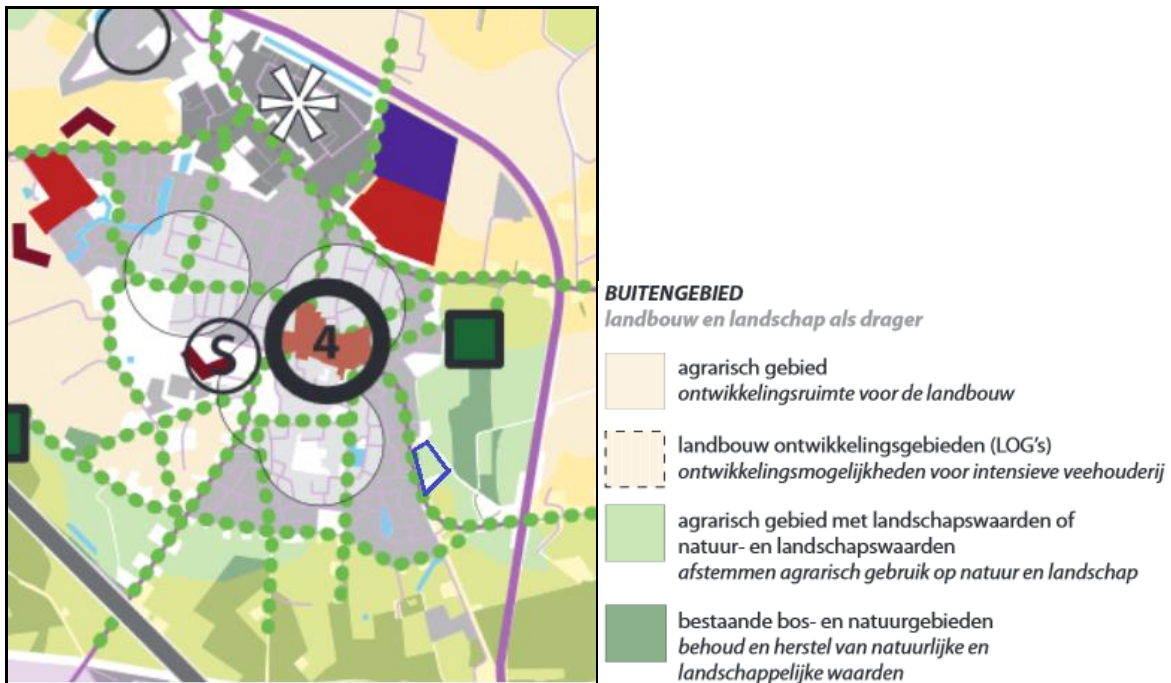 S
4
BUITENGEBIED
landbouw en landschap als drager
agrarisch gebied
ontwikkelingsruimte voor de landbouw
landbouw ontwikkelingsgebieden (LOG's)
ontwikkelingsmogelijkheden voor intensieve veehouderij
agrarisch gebied met landschapswaarden of
natuur- en landschapswaarden
afstemmen agrarisch gebruik op natuur en landschap
bestaande bos- en natuurgebieden
behoud en herstel van natuurlijke en
landschappelijke waarden